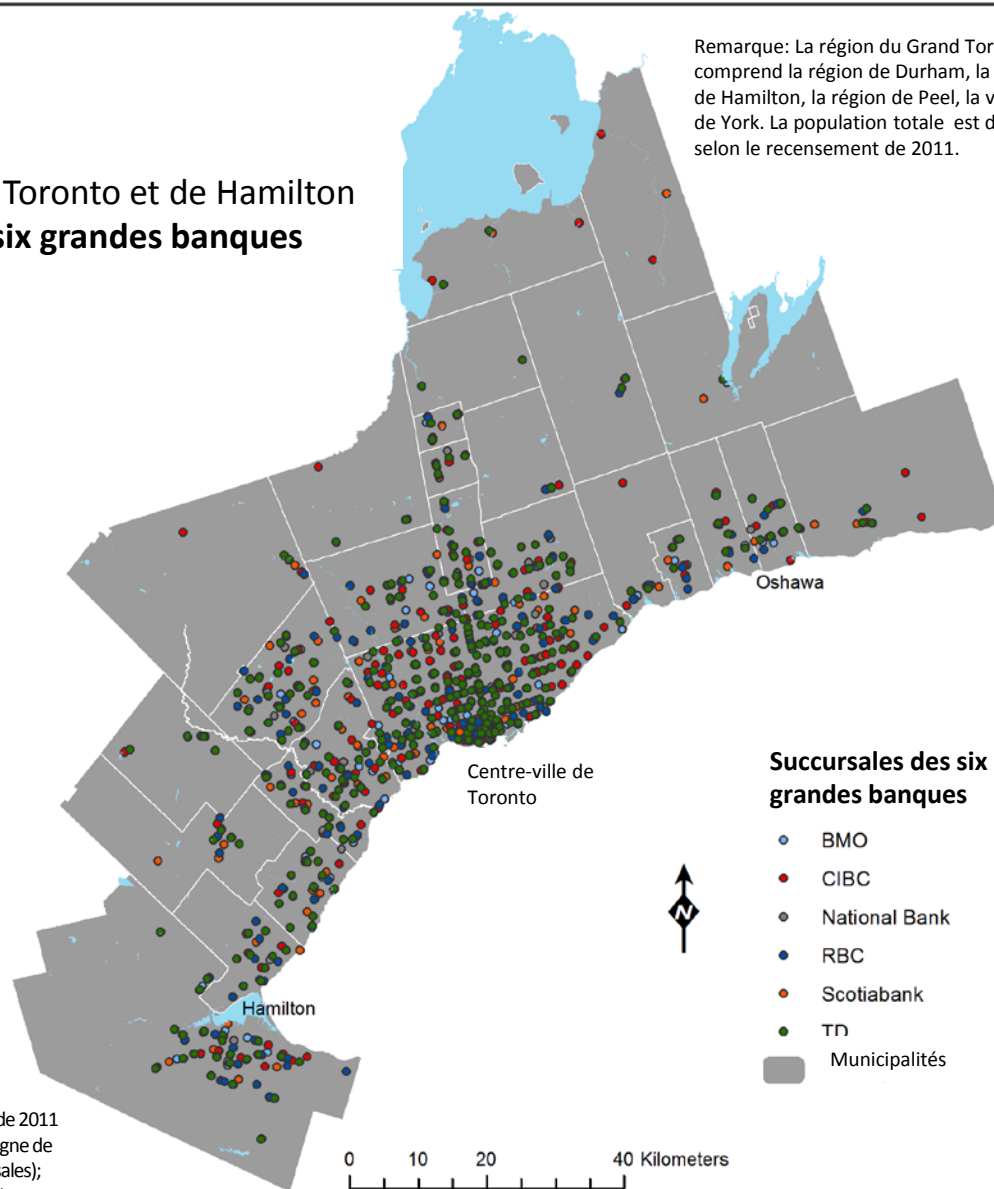 Remarque: La région du Grand Tor
comprend la région de Durham, la
de Hamilton, la région de Peel, la v
de York. La population totale est d
selon le recensement de 2011.
Toronto et de Hamilton
six grandes banques
Oshawa
Centre-ville de
Toronto
Hamilton
Succursales des six
grandes banques
BMO
CIBC
National Bank
RBC
Scotiabank
TD
Municipalités
N
de 2011
gne de
sales);
0 10 20 40 Kilometers